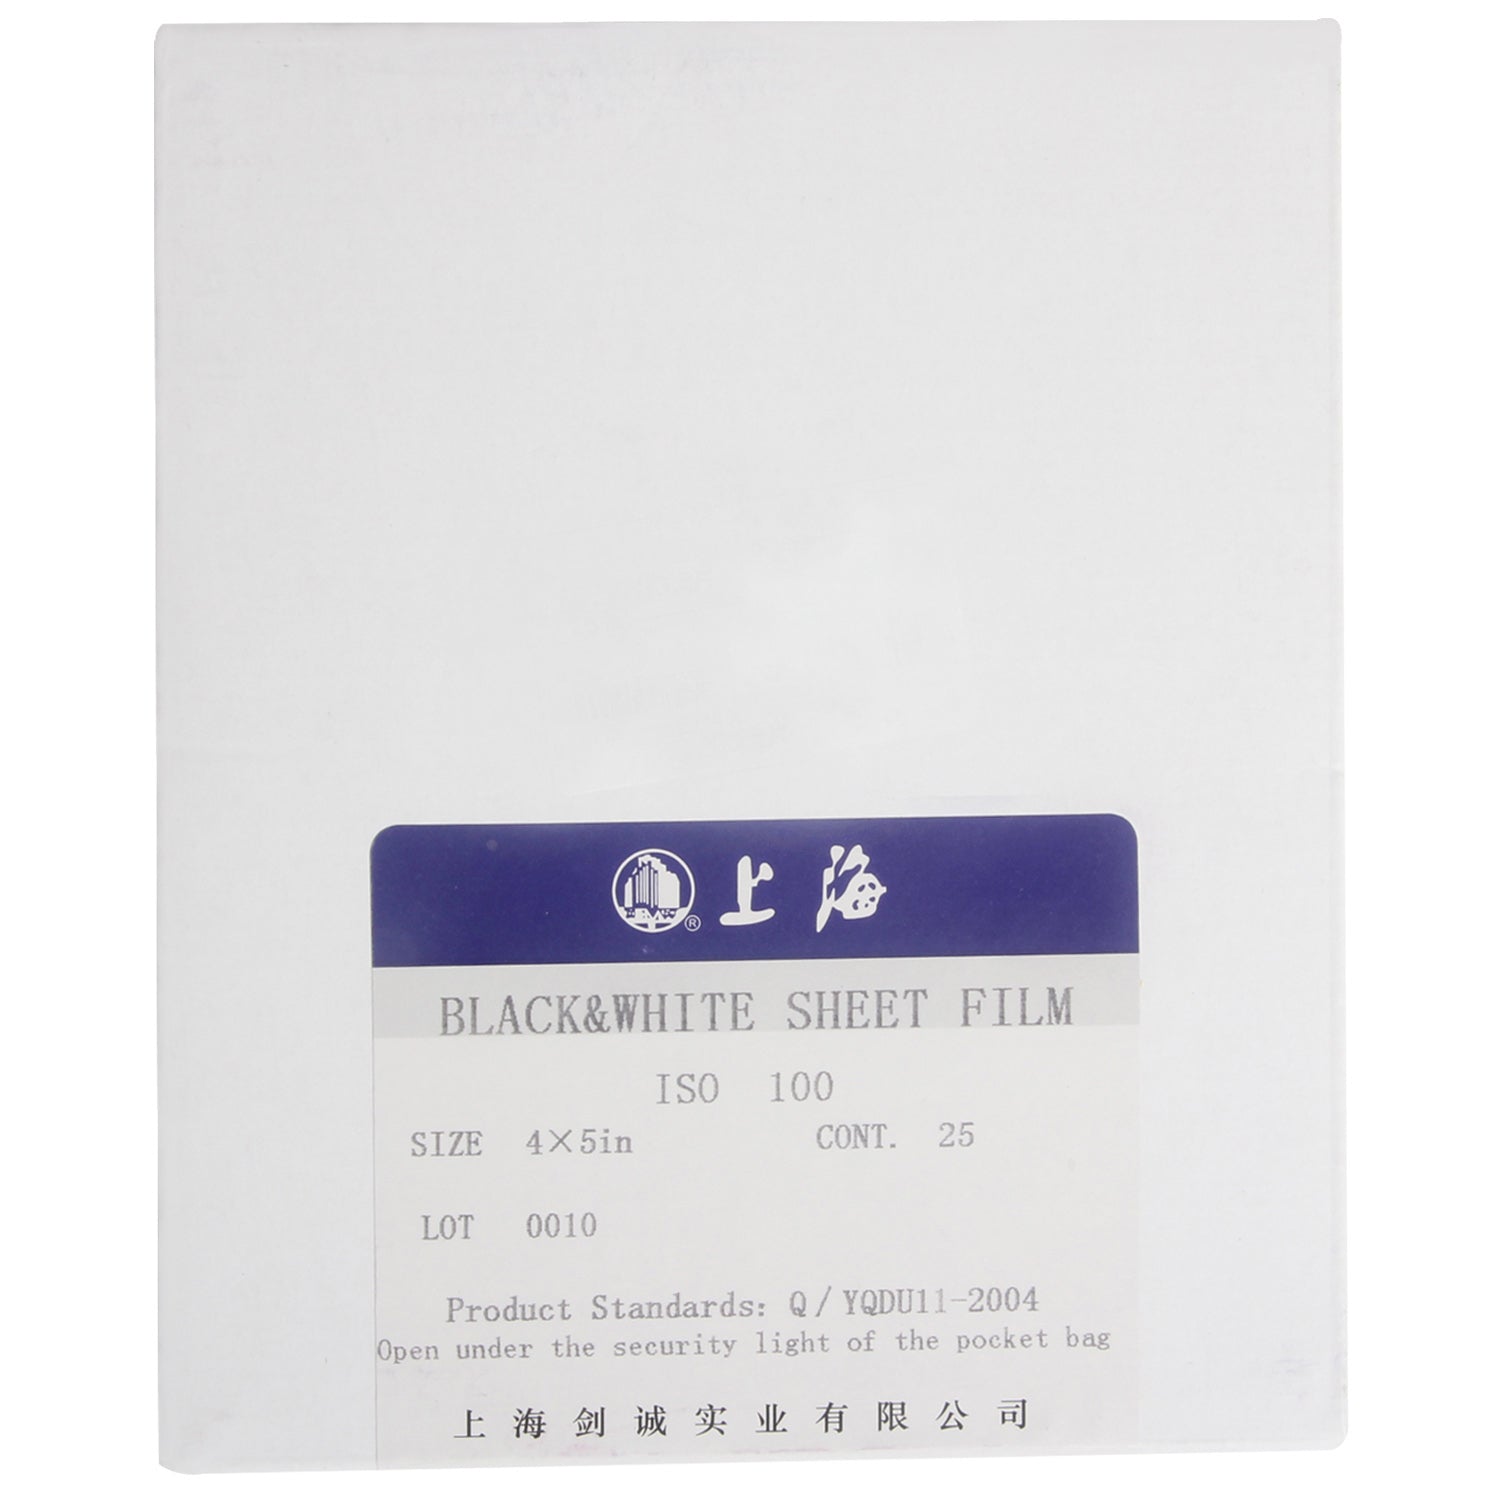 上海
®
BLACK&WHITE SHEET FILM
ISO 100
SIZE 4×5in CONT. 25
LOT 0010
Product Standards: Q/YQDU11-2004
Open under the security light of the pocket bag
上海剑诚实业有限公司